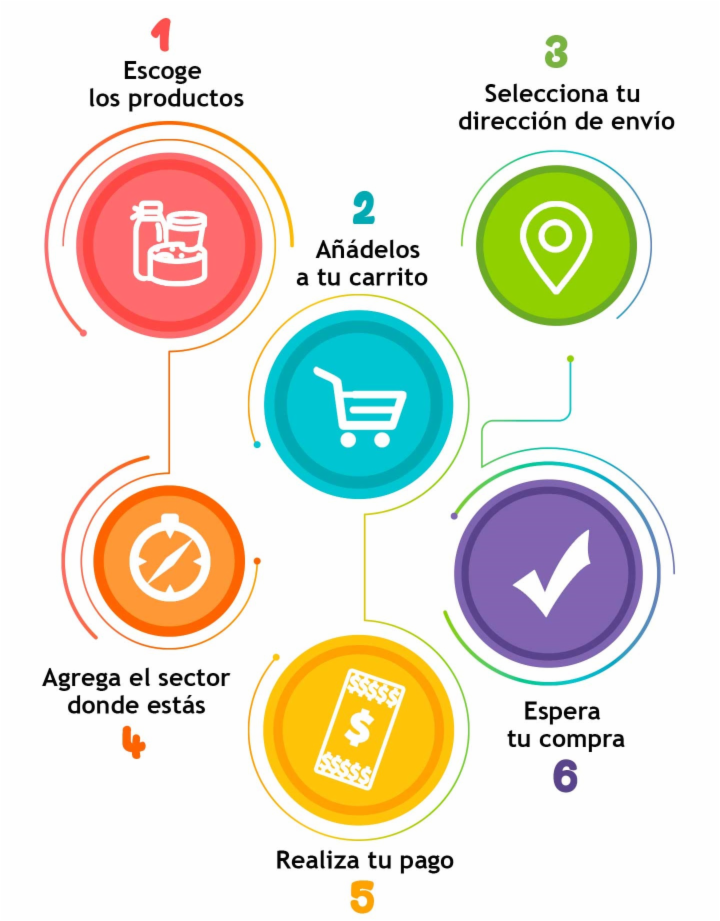 1
Escoge
los productos
2
Añádelos
a tu carrito
3
Selecciona tu
dirección de envío
Agrega el sector
donde estás
4
$$$$$
$
$$$$$
Realiza tu pago
5
Espera
tu compra
6